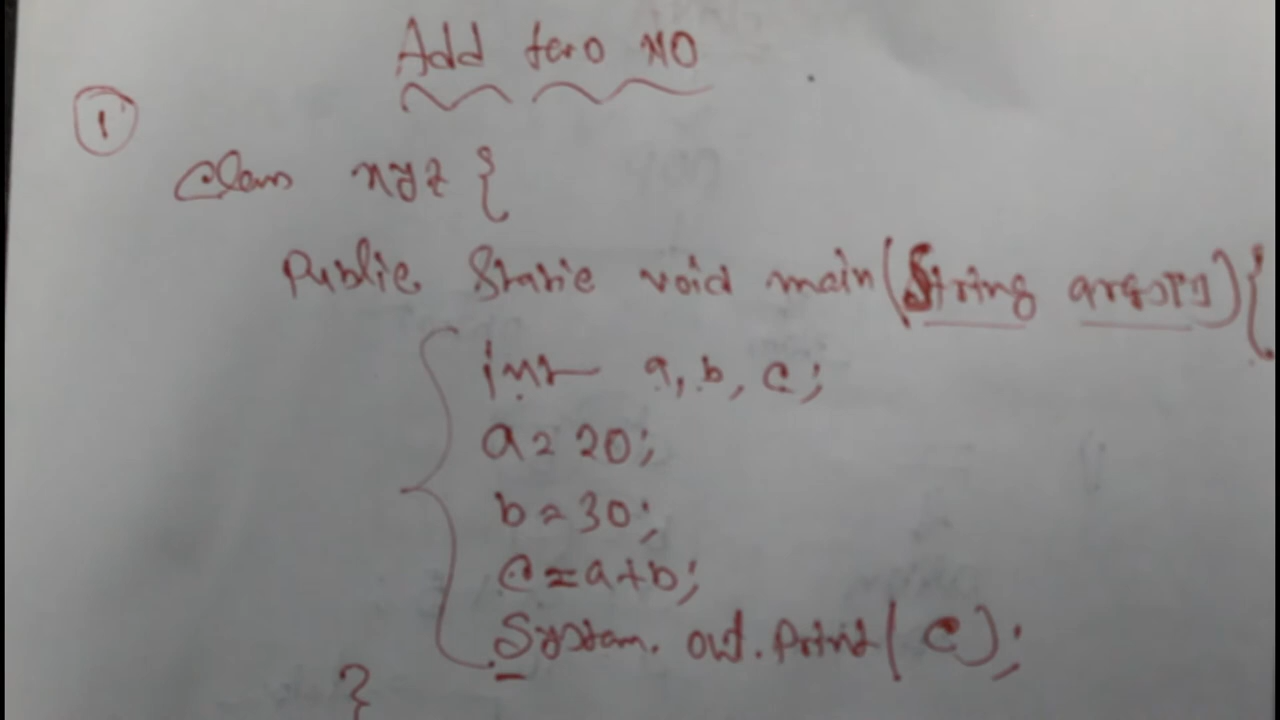 Add two NO
1
Class xyz {
Public Static void main(String args[]){
int a, b, c;
a = 20;
b = 30;
c = a+b;
System. out. Print( c );
}